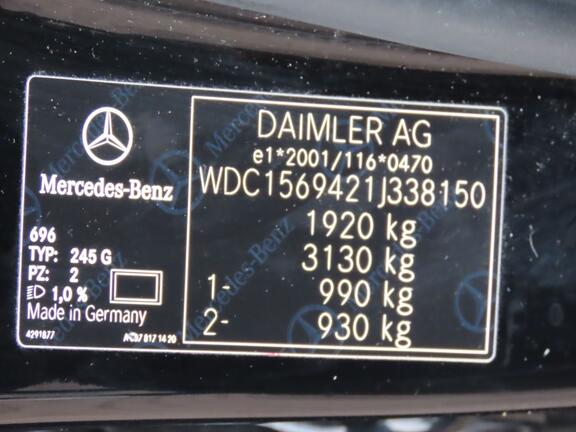 DAIMLER AG
e1*2001/116*0470
WDC1569421J338150
1920 kg
3130 kg
1- 990 kg
2- 930 kg
Mercedes-Benz
696
TYP: 245 G
PZ: 2
1,0 %
Made in Germany
4291877